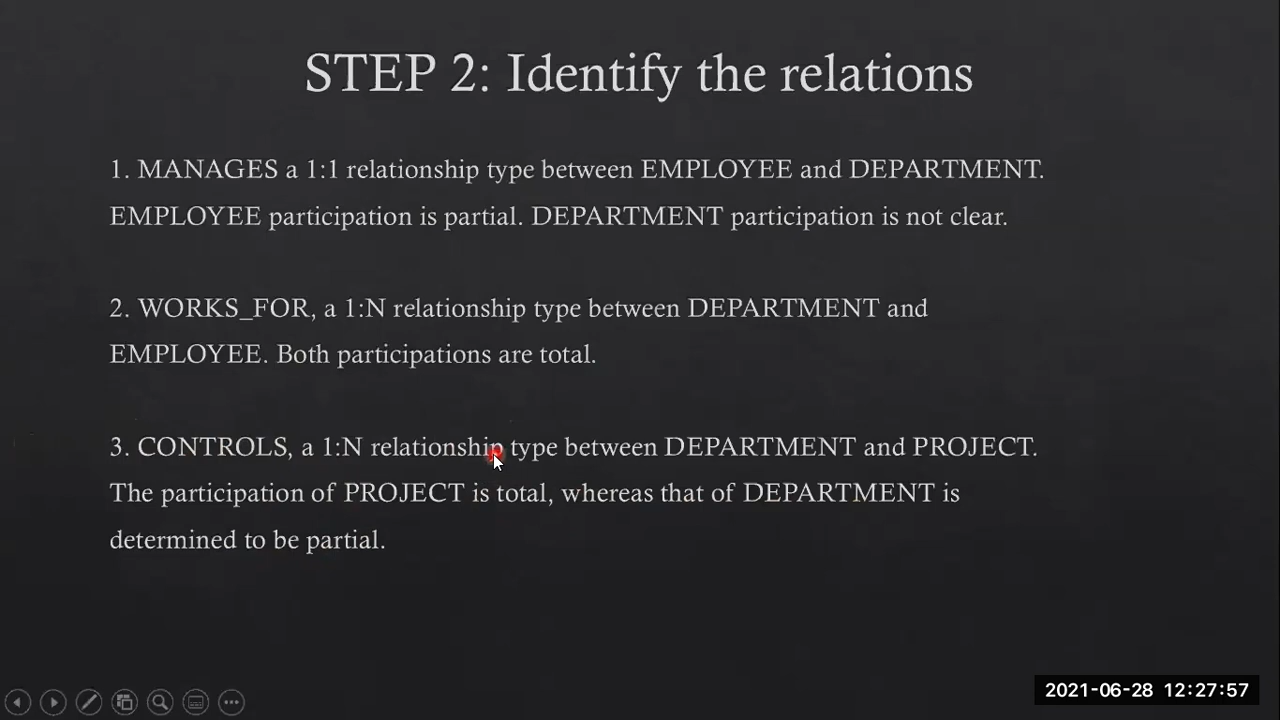 STEP 2: Identify the relations
1. MANAGES a 1:1 relationship type between EMPLOYEE and DEPARTMENT.
EMPLOYEE participation is partial. DEPARTMENT participation is not clear.
2. WORKS_FOR, a 1:N relationship type between DEPARTMENT and
EMPLOYEE. Both participations are total.
3. CONTROLS, a 1:N relationship type between DEPARTMENT and PROJECT.
The participation of PROJECT is total, whereas that of DEPARTMENT is
determined to be partial.
2021-06-28 12:27:57